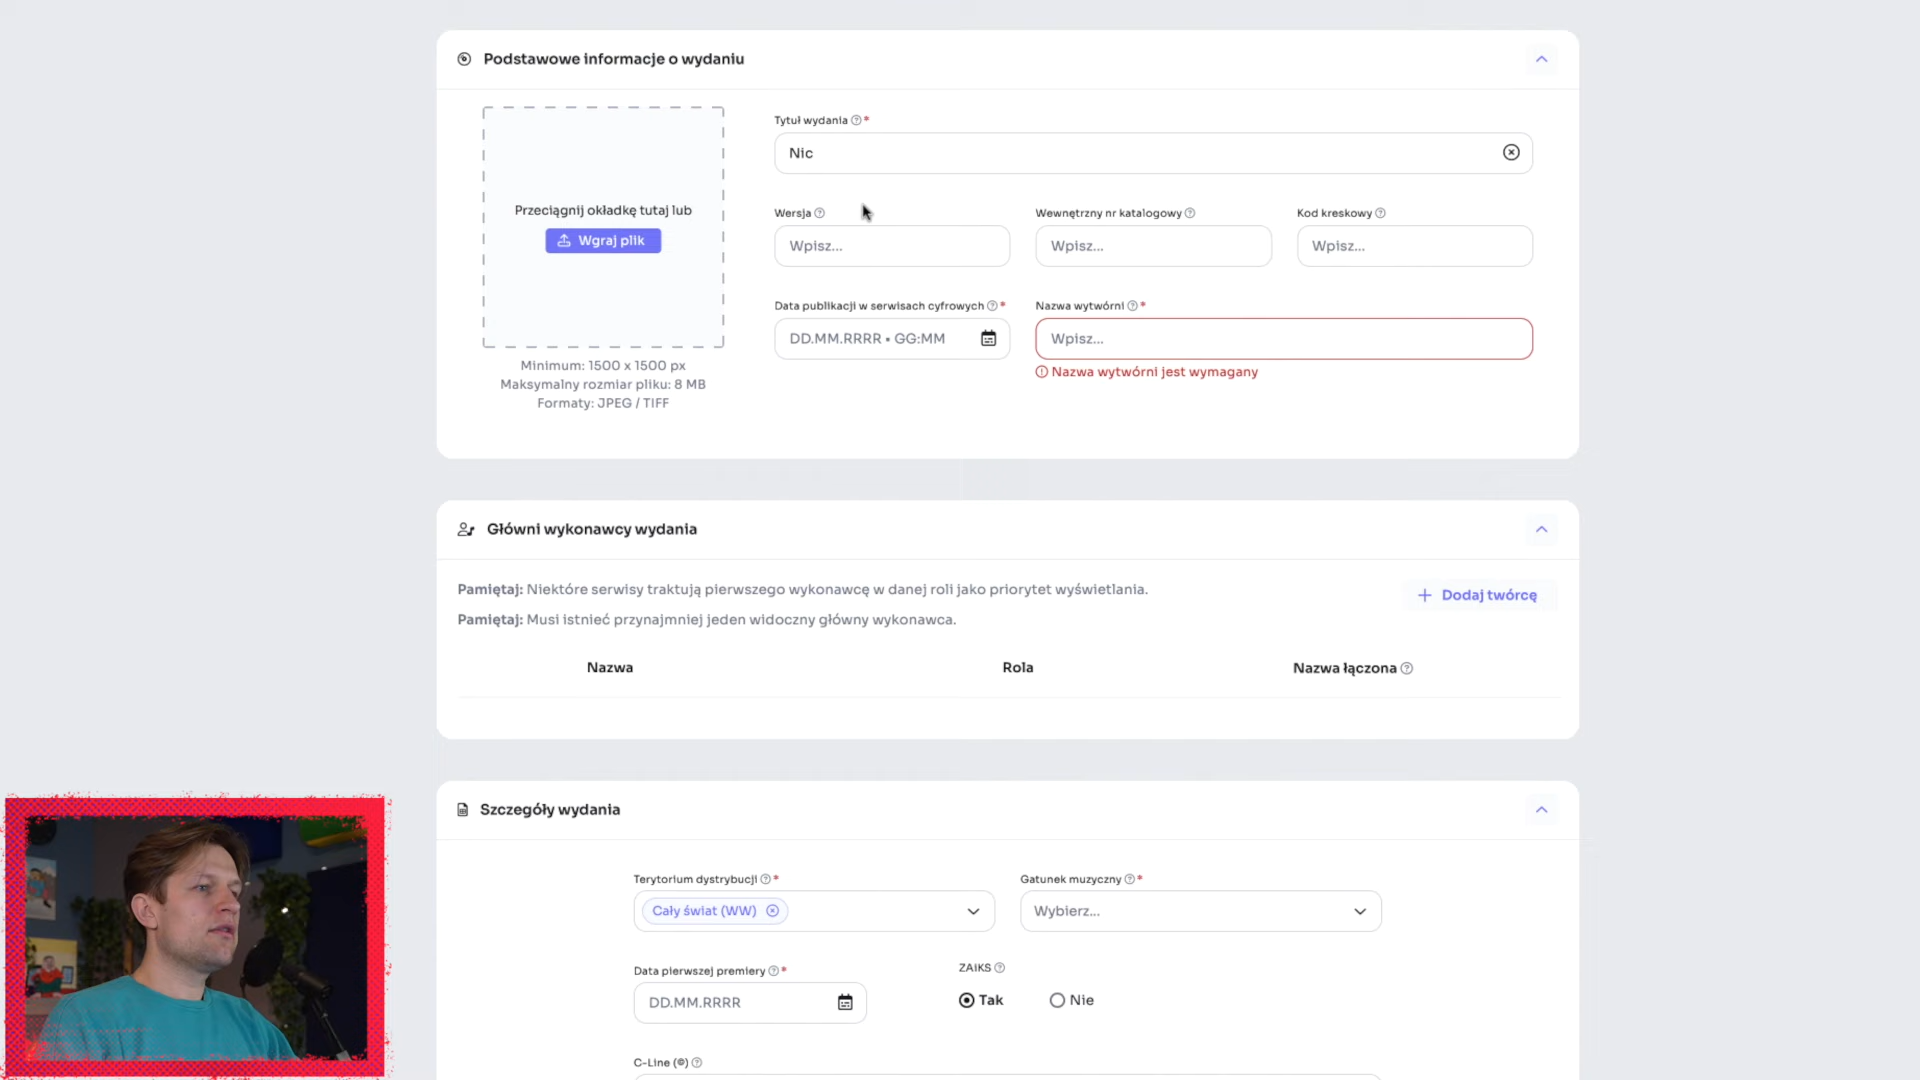 Podstawowe informacje o wydaniu
Przeciągnij okładkę tutaj lub
Wgraj plik
Minimum: 1500 x 1500 px
Maksymalny rozmiar pliku: 8 MB
Formaty: JPEG / TIFF
Tytuł wydania *
Nic
Wersja
Wpisz...
Wewnętrzny nr katalogowy
Wpisz...
Kod kreskowy
Wpisz...
Data publikacji w serwisach cyfrowych *
DD.MM.RRRR • GG:MM
Nazwa wytwórni *
Wpisz...
Nazwa wytwórni jest wymagany
Główni wykonawcy wydania
Pamiętaj: Niektóre serwisy traktują pierwszego wykonawcę w danej roli jako priorytet wyświetlania.
Pamiętaj: Musi istnieć przynajmniej jeden widoczny główny wykonawca.
+ Dodaj twórcę
Nazwa Rola Nazwa łączona
Szczegóły wydania
Terytorium dystrybucji *
Cały świat (WW)
Gatunek muzyczny *
Wybierz...
Data pierwszej premiery *
DD.MM.RRRR
ZAIKS
Tak Nie
C-Line (©)